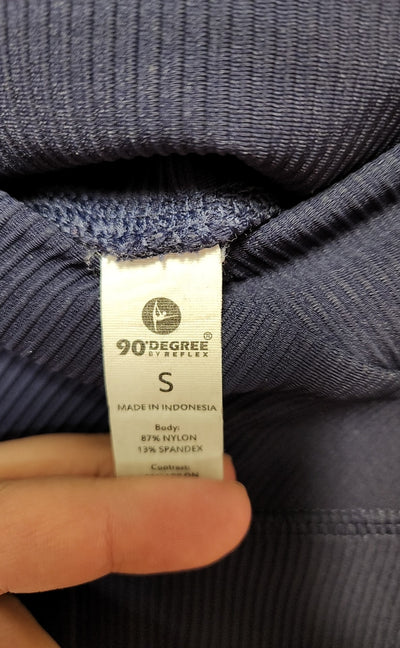 90°DEGREE®
BY REFLEX
S
MADE IN INDONESIA
Body:
87% NYLON
13% SPANDEX
Contrast: